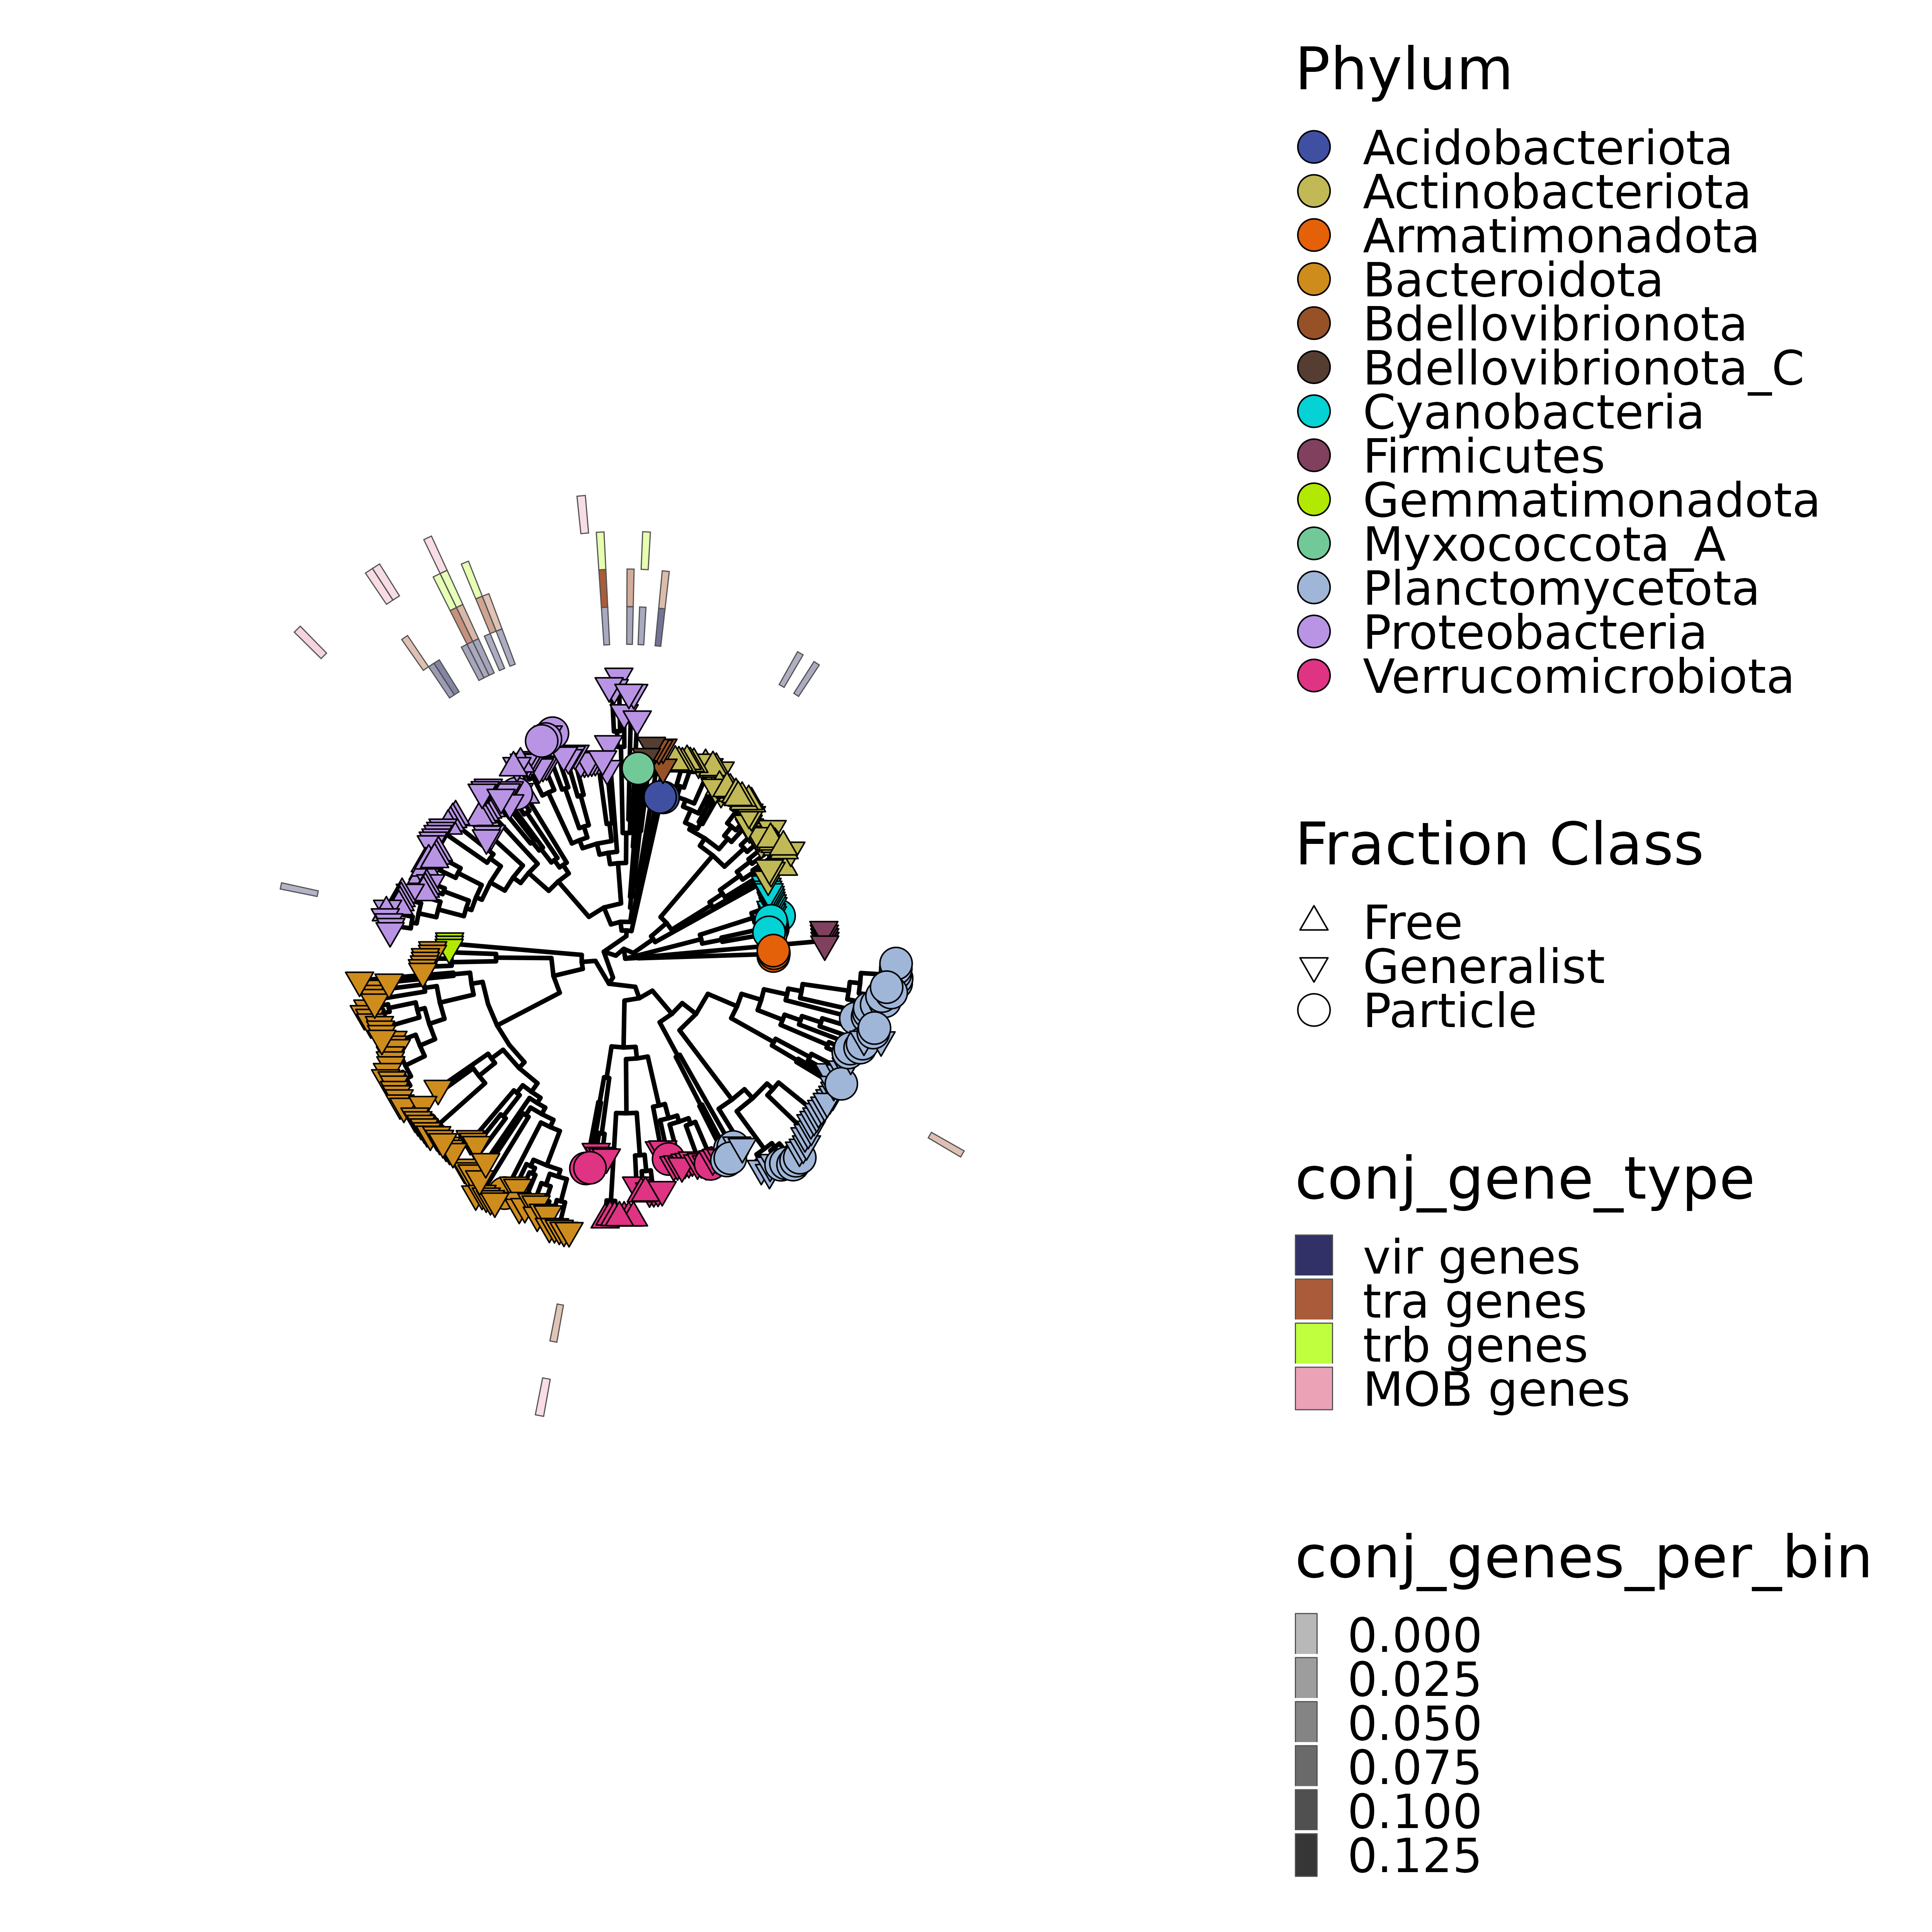 Phylum
Acidobacteriota
Actinobacteriota
Armatimonadota
Bacteroidota
Bdellovibrionota
Bdellovibrionota_C
Cyanobacteria
Firmicutes
Gemmatimonadota
Myxococcota_A
Planctomycetota
Proteobacteria
Verrucomicrobiota
Fraction Class
Free
Generalist
Particle
conj_gene_type
vir genes
tra genes
trb genes
MOB genes
conj_genes_per_bin
0.000
0.025
0.050
0.075
0.100
0.125